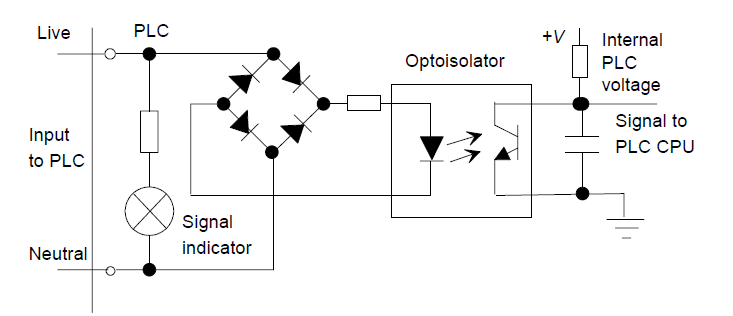 Live
PLC
Input
to PLC
Neutral
Signal
indicator
Optoisolator
+V
Internal
PLC
voltage
Signal to
PLC CPU